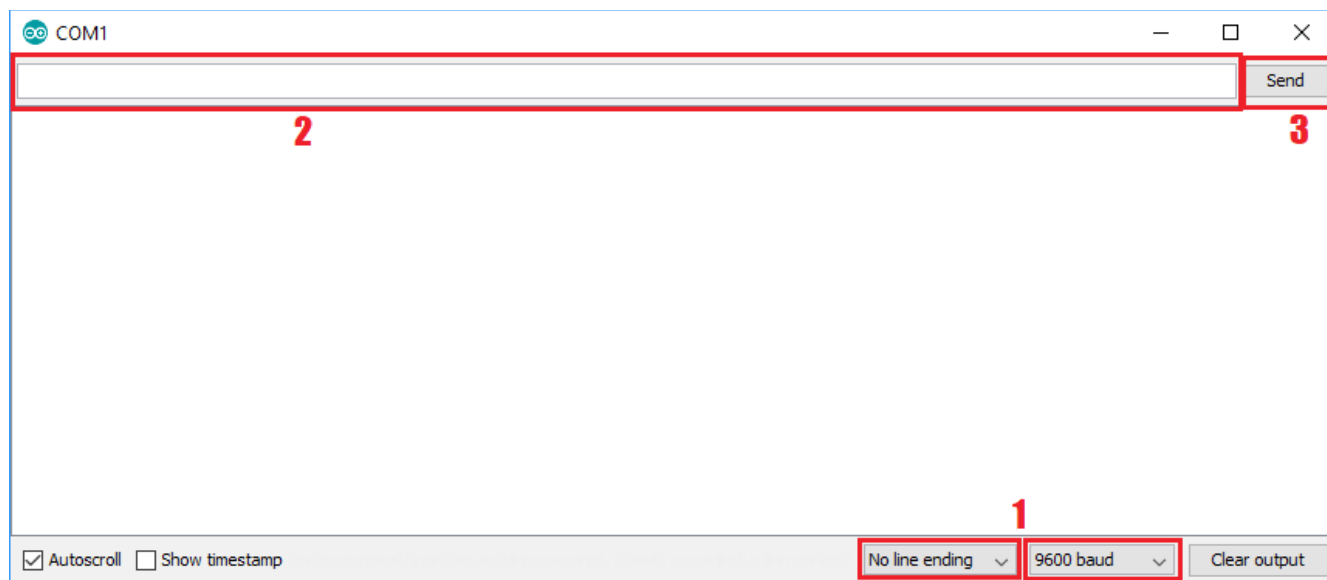 COM1
Send
2
3
1
Autoscroll Show timestamp No line ending 9600 baud Clear output